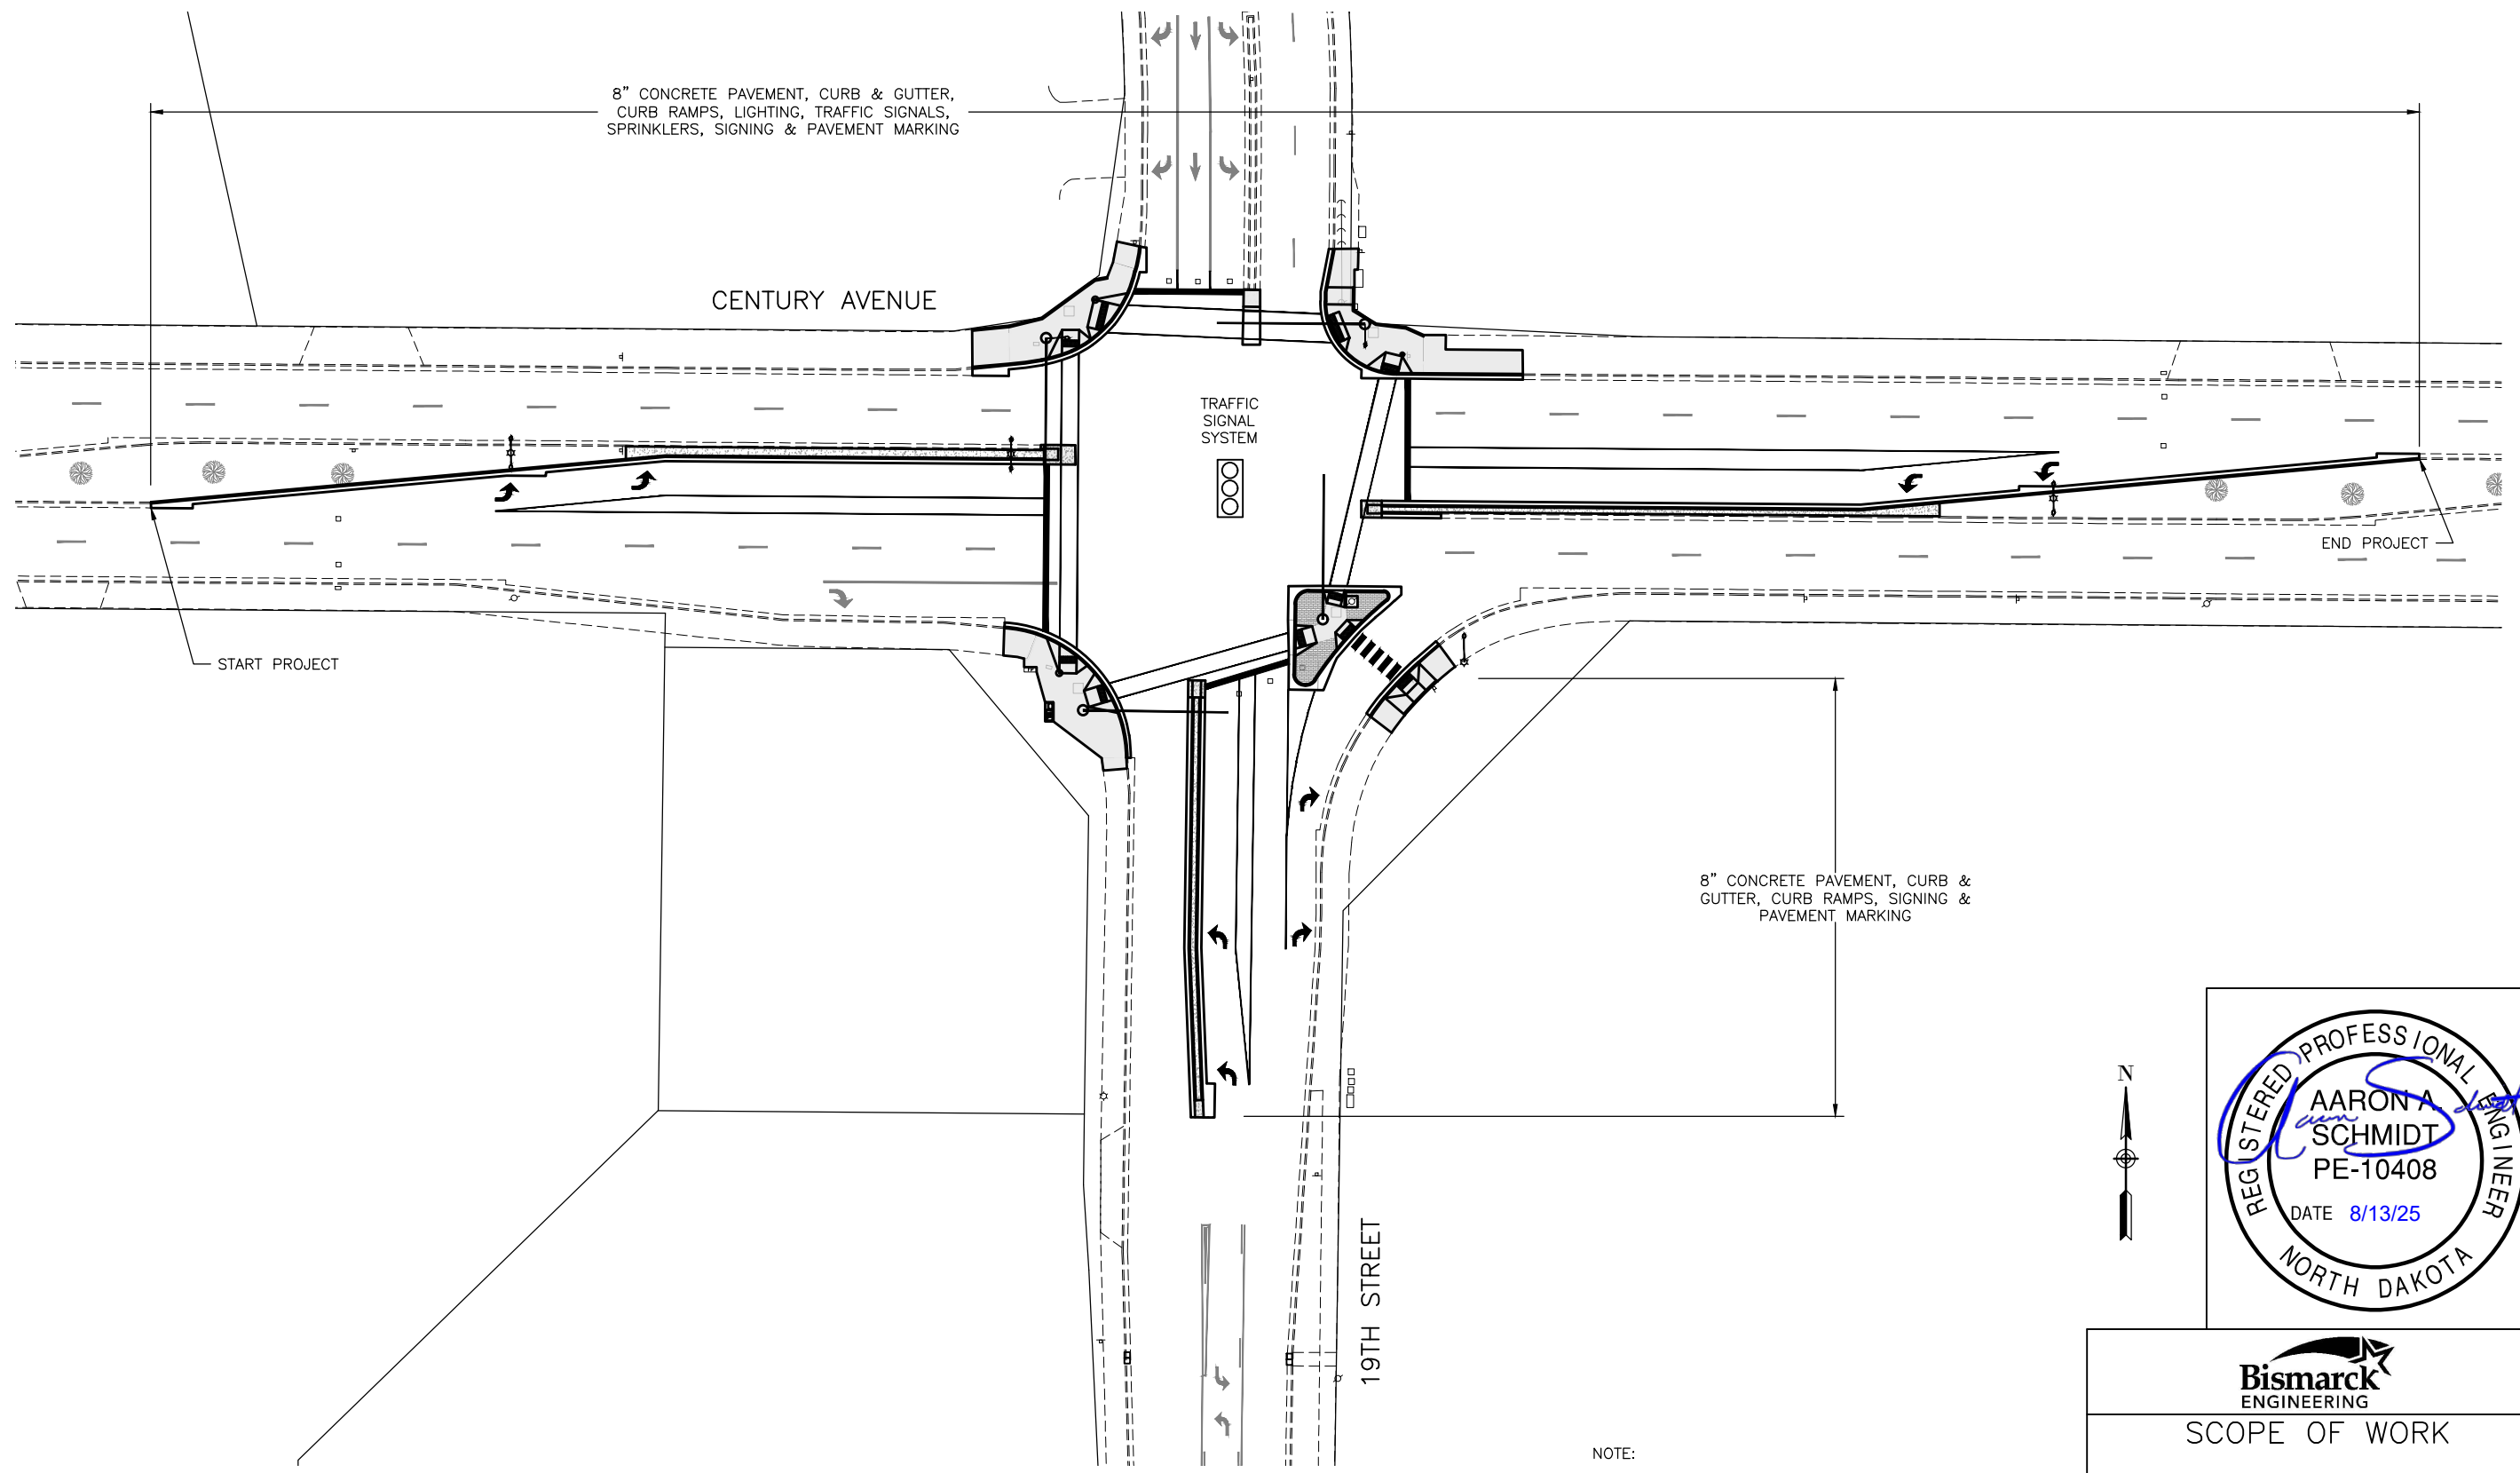 8" CONCRETE PAVEMENT, CURB & GUTTER,
CURB RAMPS, LIGHTING, TRAFFIC SIGNALS,
SPRINKLERS, SIGNING & PAVEMENT MARKING
CENTURY AVENUE
TRAFFIC
SIGNAL
SYSTEM
END PROJECT
START PROJECT
8" CONCRETE PAVEMENT, CURB &
GUTTER, CURB RAMPS, SIGNING &
PAVEMENT MARKING
19TH STREET
N
REGISTERED PROFESSIONAL ENGINEER
AARON A.
SCHMIDT
PE-10408
DATE 8/13/25
NORTH DAKOTA
Bismarck
ENGINEERING
SCOPE OF WORK
NOTE: